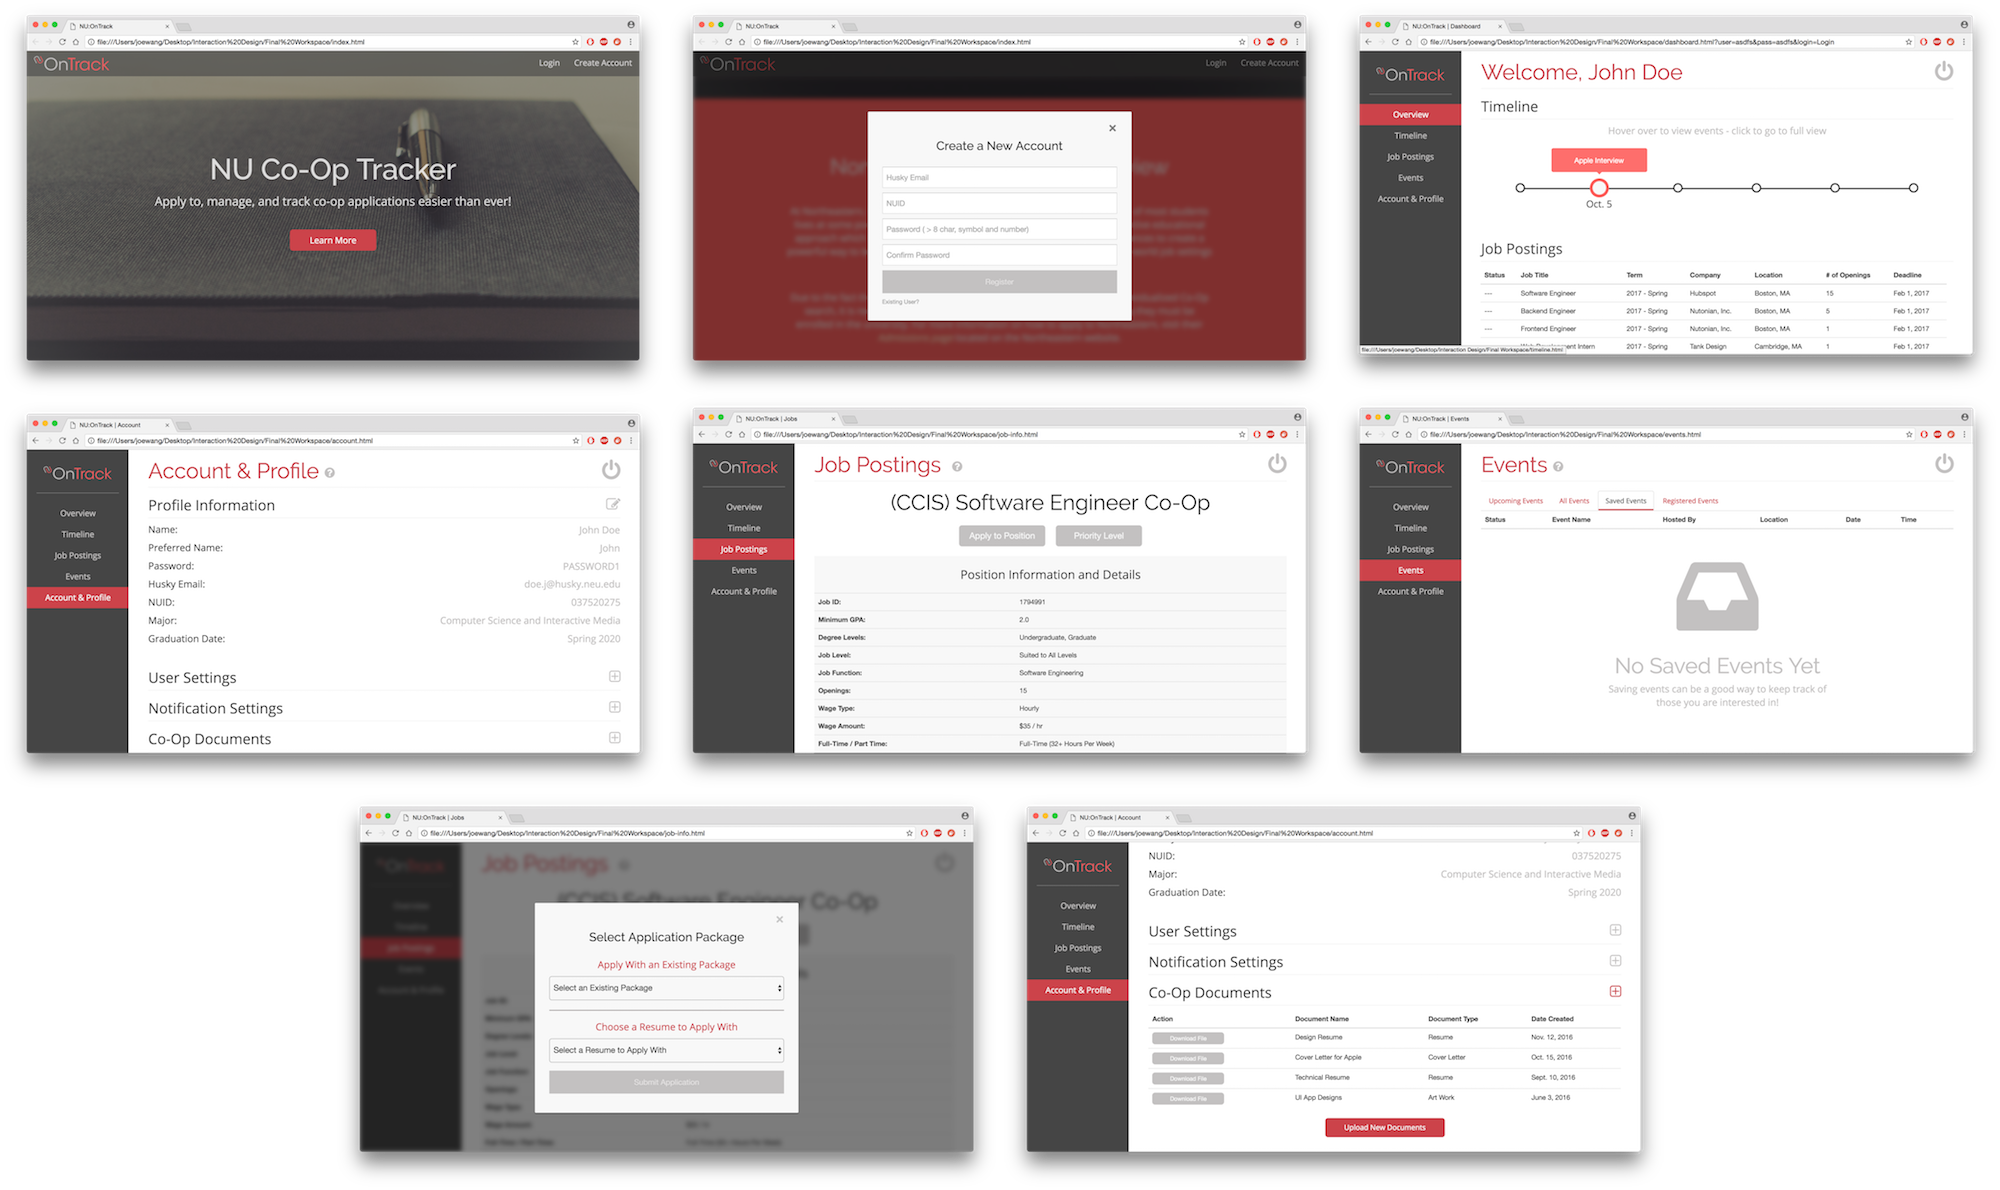 NU:OnTrack
file:///Users/joewang/Desktop/Interaction%20Design/Final%20Workspace/index.html
OnTrack
Login
Create Account
NU Co-Op Tracker
Apply to, manage, and track co-op applications easier than ever!
Learn More
NU:OnTrack
file:///Users/joewang/Desktop/Interaction%20Design/Final%20Workspace/index.html
OnTrack
Login
Create Account
Create a New Account
Husky Email
NUID
Password ( > 8 char, symbol and number)
Confirm Password
Register
Existing User?
NU:OnTrack | Dashboard
file:///Users/joewang/Desktop/Interaction%20Design/Final%20Workspace/dashboard.html?user=asdfs&pass=asdfs&login=Login
OnTrack
Overview
Timeline
Job Postings
Events
Account & Profile
Welcome, John Doe
Timeline
Hover over to view events - click to go to full view
Apple Interview
Oct. 5
Job Postings
Status Job Title Term Company Location # of Openings Deadline
--- Software Engineer 2017 - Spring Hubspot Boston, MA 15 Feb 1, 2017
--- Backend Engineer 2017 - Spring Nutonian, Inc. Boston, MA 5 Feb 1, 2017
--- Frontend Engineer 2017 - Spring Nutonian, Inc. Boston, MA 1 Feb 1, 2017
Intern 2017 - Spring Tank Design Cambridge, MA 1 Feb 1, 2017
file:///Users/joewang/Desktop/Interaction Design/Final Workspace/timeline.html
NU:OnTrack | Account
file:///Users/joewang/Desktop/Interaction%20Design/Final%20Workspace/account.html
OnTrack
Overview
Timeline
Job Postings
Events
Account & Profile
Account & Profile ?
Profile Information
Name: John Doe
Preferred Name: John
Password: PASSWORD1
Husky Email: doe.j@husky.neu.edu
NUID: 037520275
Major: Computer Science and Interactive Media
Graduation Date: Spring 2020
User Settings
Notification Settings
Co-Op Documents
NU:OnTrack | Jobs
file:///Users/joewang/Desktop/Interaction%20Design/Final%20Workspace/job-info.html
OnTrack
Overview
Timeline
Job Postings
Events
Account & Profile
Job Postings ?
(CCIS) Software Engineer Co-Op
Apply to Position
Priority Level
Position Information and Details
Job ID: 1794991
Minimum GPA: 2.0
Degree Levels: Undergraduate, Graduate
Job Level: Suited to All Levels
Job Function: Software Engineering
Openings: 15
Wage Type: Hourly
Wage Amount: $35 / hr
Full-Time / Part Time: Full-Time (32+ Hours Per Week)
NU:OnTrack | Events
file:///Users/joewang/Desktop/Interaction%20Design/Final%20Workspace/events.html
OnTrack
Overview
Timeline
Job Postings
Events
Account & Profile
Events ?
Upcoming Events All Events Saved Events Registered Events
Status Event Name Hosted By Location Date Time
No Saved Events Yet
Saving events can be a good way to keep track of
those you are interested in!
NU:OnTrack | Jobs
file:///Users/joewang/Desktop/Interaction%20Design/Final%20Workspace/job-info.html
Job Postings
(CCIS) Software Engineer Co-Op
Select Application Package
Apply With an Existing Package
Select an Existing Package
Choose a Resume to Apply With
Select a Resume to Apply With
Submit Application
NU:OnTrack | Account
file:///Users/joewang/Desktop/Interaction%20Design/Final%20Workspace/account.html
OnTrack
Overview
Timeline
Job Postings
Events
Account & Profile
NUID: 037520275
Major: Computer Science and Interactive Media
Graduation Date: Spring 2020
User Settings
Notification Settings
Co-Op Documents
Action Document Name Document Type Date Created
Download File Design Resume Resume Nov. 12, 2016
Download File Cover Letter for Apple Cover Letter Oct. 15, 2016
Download File Technical Resume Resume Sept. 10, 2016
Download File UI App Designs Art Work June 3, 2016
Upload New Documents